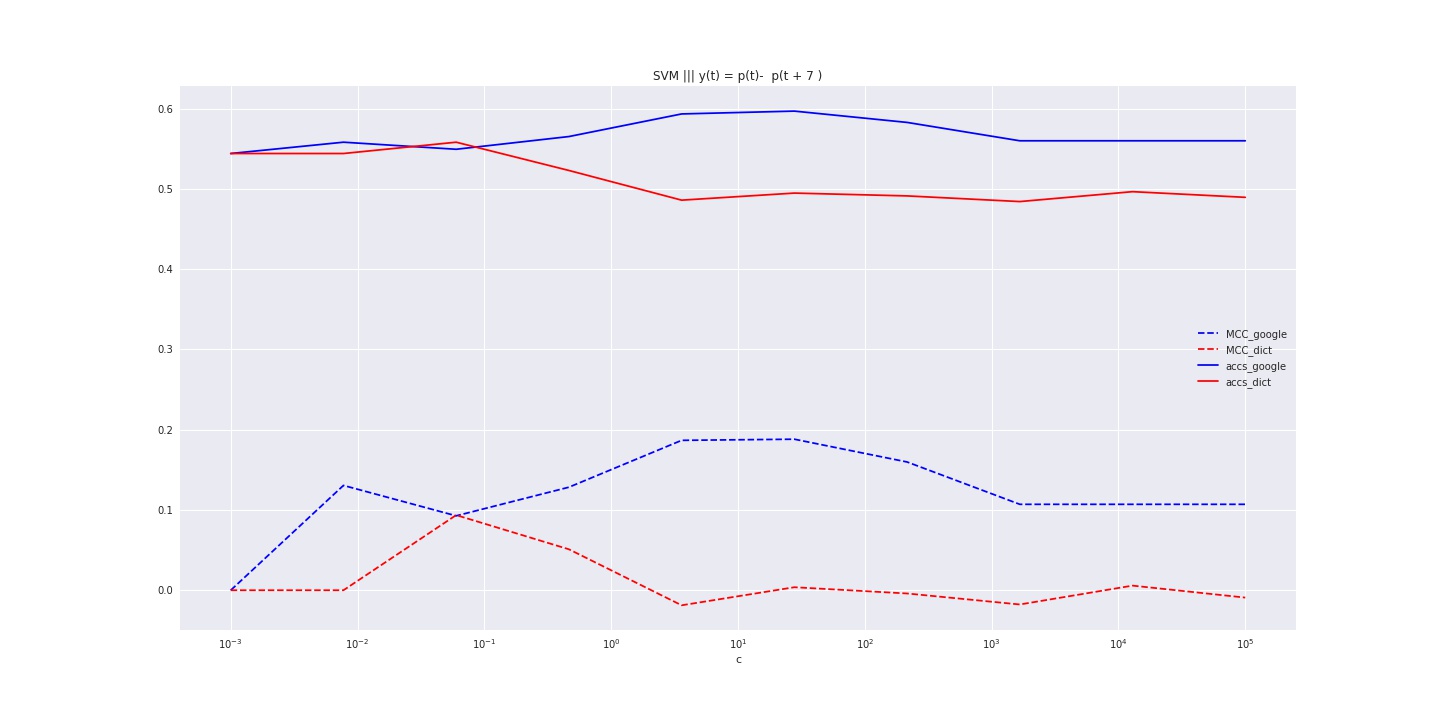 SVM ||| y(t) = p(t)-  p(t + 7 )
0.6
0.5
0.4
0.3
0.2
0.1
0.0
MCC_google
MCC_dict
accs_google
accs_dict
10⁻³ 10⁻² 10⁻¹ 10⁰ 10¹ 10² 10³ 10⁴ 10⁵
c